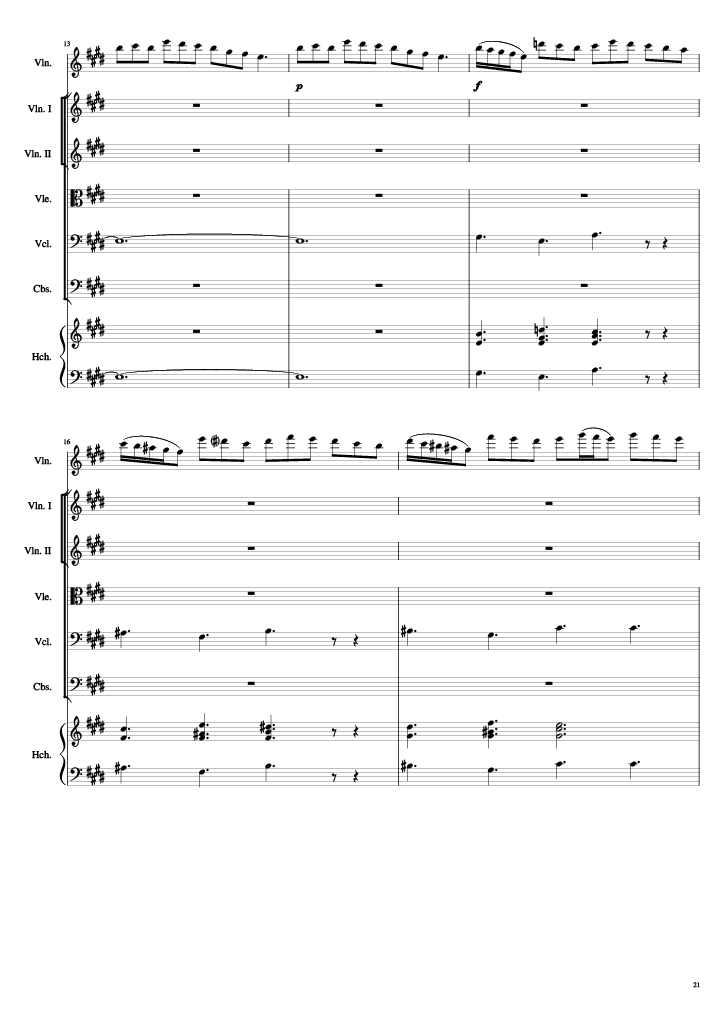 13
Vln.
p
f
Vln. I
Vln. II
Vle.
Vcl.
Cbs.
Hch.
16
Vln.
Vln. I
Vln. II
Vle.
Vcl.
Cbs.
Hch.
21